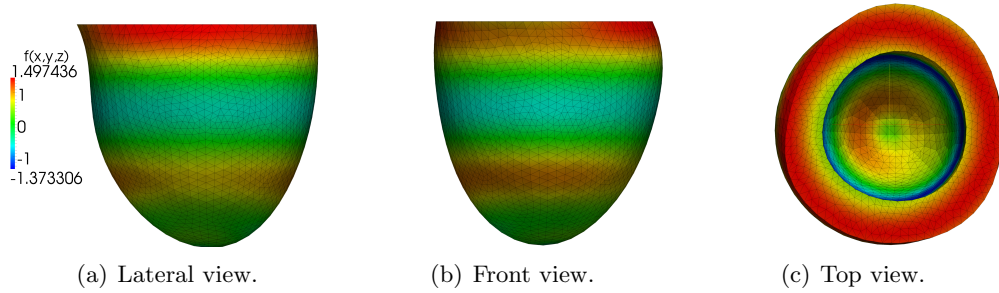 f(x,y,z)
1.497436
1
0
-1
-1.373306
(a) Lateral view.
(b) Front view.
(c) Top view.